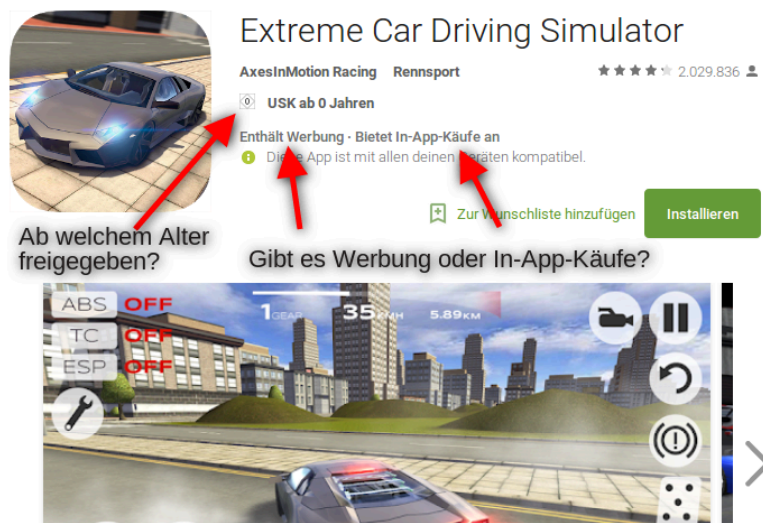 Extreme Car Driving Simulator
AxesInMotion Racing Rennsport 2.029.836
0 USK ab 0 Jahren
Enthält Werbung · Bietet In-App-Käufe an
Diese App ist mit allen deinen Geräten kompatibel.
Zur Wunschliste hinzufügen Installieren
Ab welchem Alter
freigegeben?
Gibt es Werbung oder In-App-Käufe?
ABS OFF 1 GEAR 35 KMH 5.89 KM
TC OFF
ESP OFF